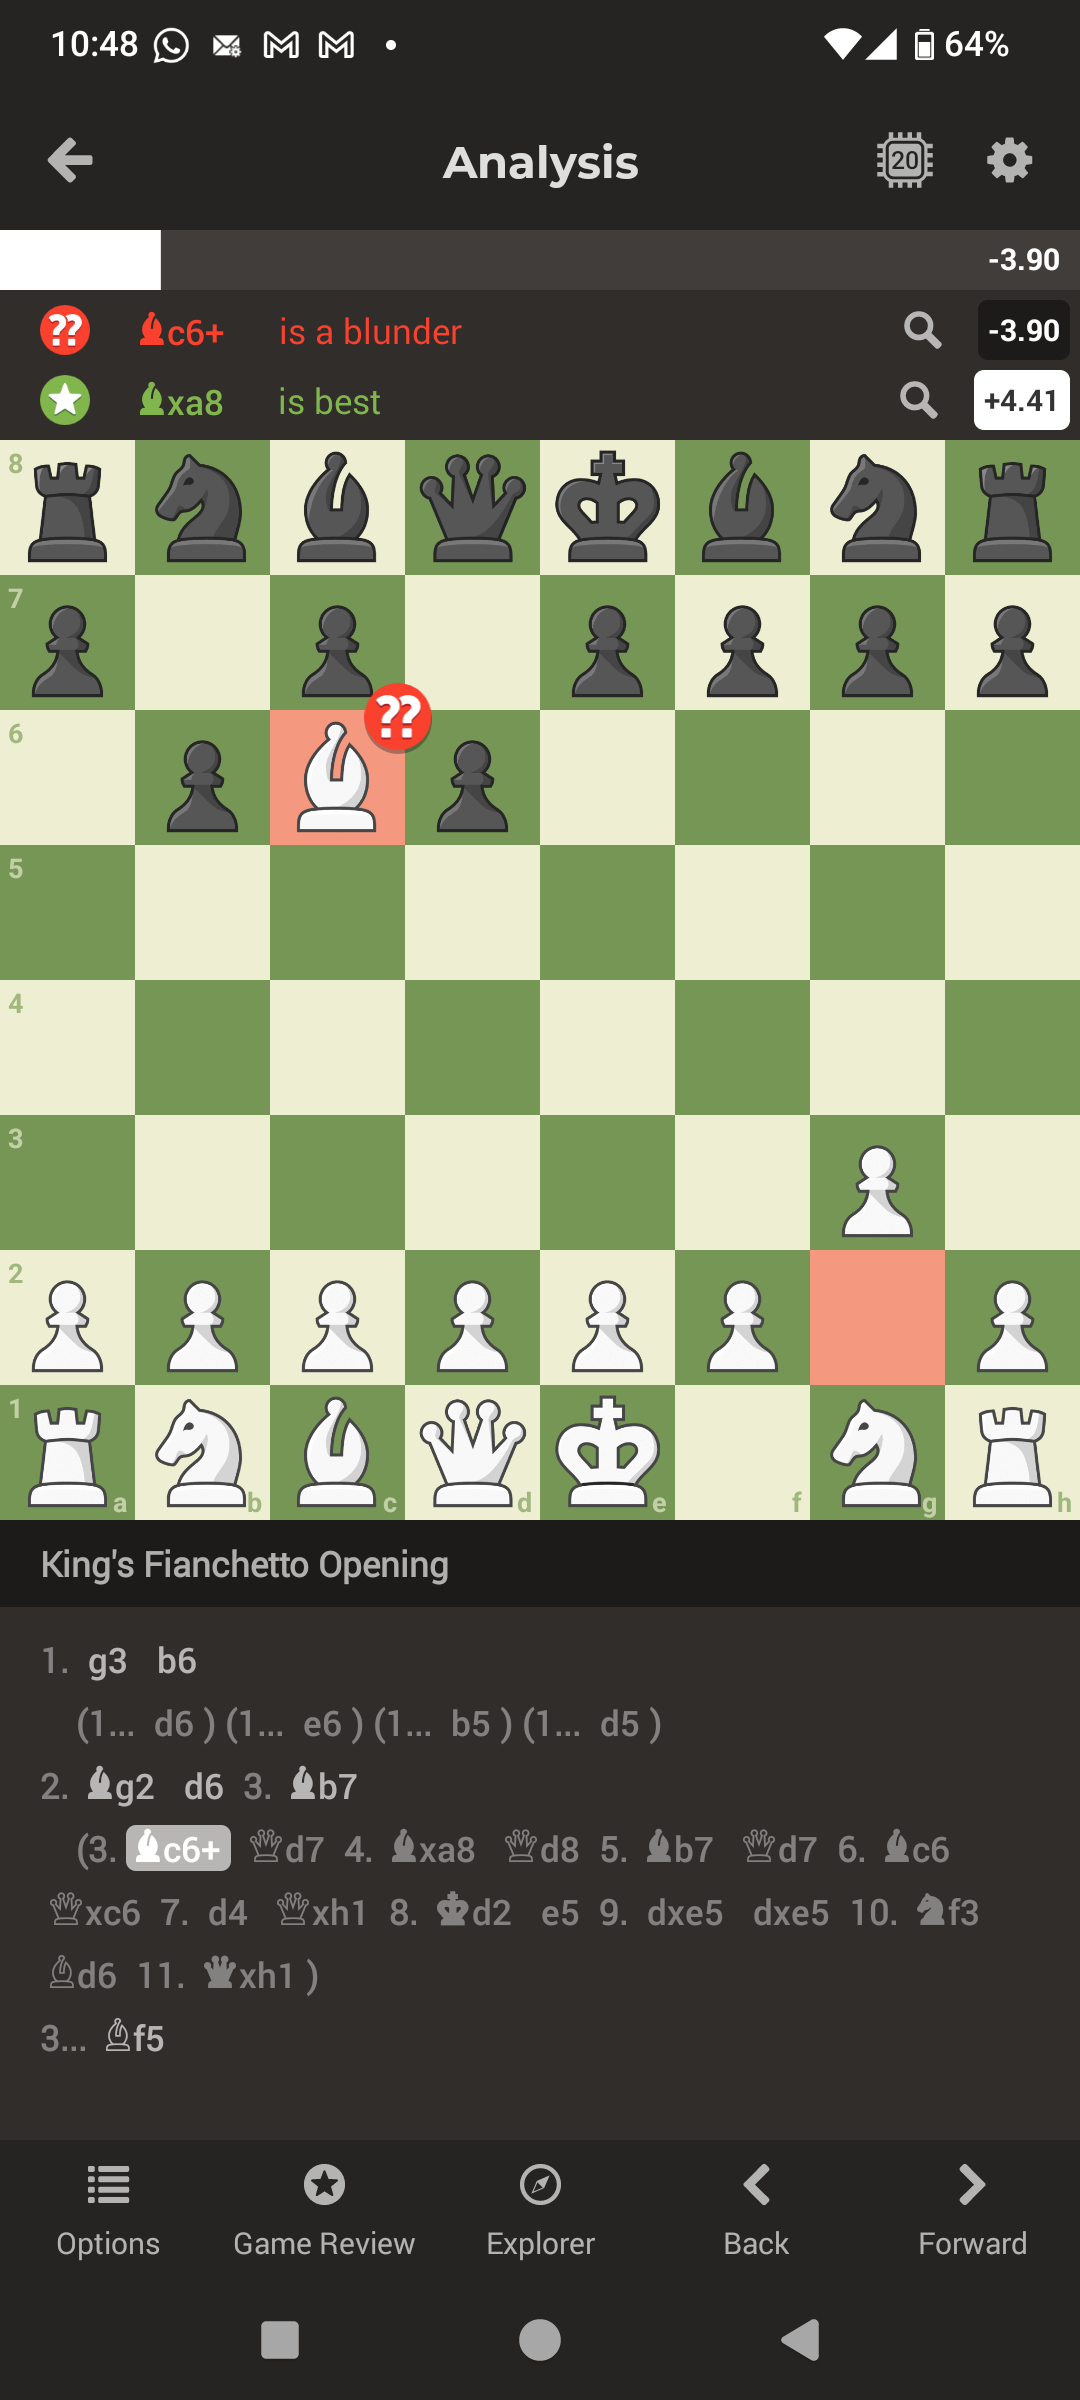 10:48 64%
Analysis 20
-3.90
?? c6+ is a blunder -3.90
xa8 is best +4.41
8
7
??
6
5
4
3
2
1 a b c d e f g h
King's Fianchetto Opening
1. g3 b6
(1... d6 ) (1... e6 ) (1... b5 ) (1... d5 )
2. ♝g2 d6 3. ♝b7
(3. ♝c6+ ♕d7 4. ♝xa8 ♕d8 5. ♝b7 ♕d7 6. ♝c6
♕xc6 7. d4 ♕xh1 8. ♚d2 e5 9. dxe5 dxe5 10. ♞f3
♗d6 11. ♛xh1 )
3... ♗f5
Options Game Review Explorer Back Forward